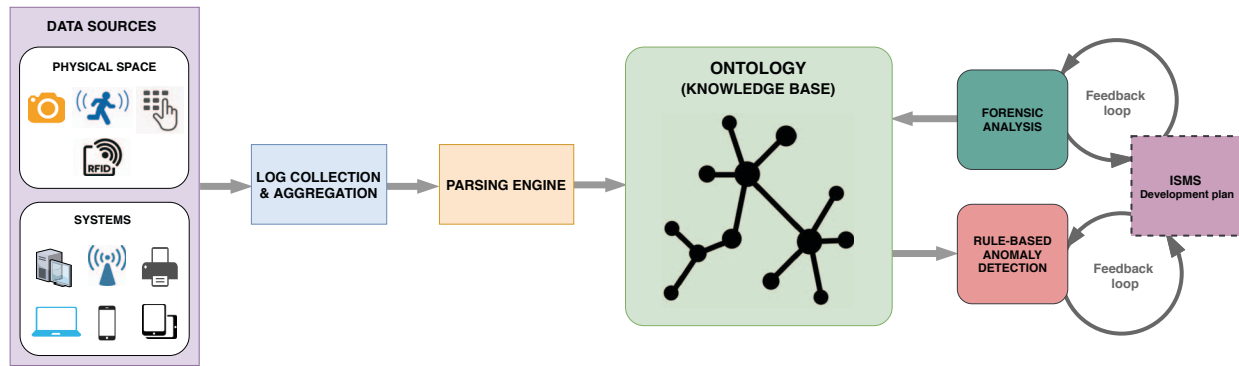 DATA SOURCES
PHYSICAL SPACE
RFID
SYSTEMS
LOG COLLECTION
& AGGREGATION
PARSING ENGINE
ONTOLOGY
(KNOWLEDGE BASE)
FORENSIC
ANALYSIS
Feedback
loop
ISMS
Development plan
RULE-BASED
ANOMALY
DETECTION
Feedback
loop